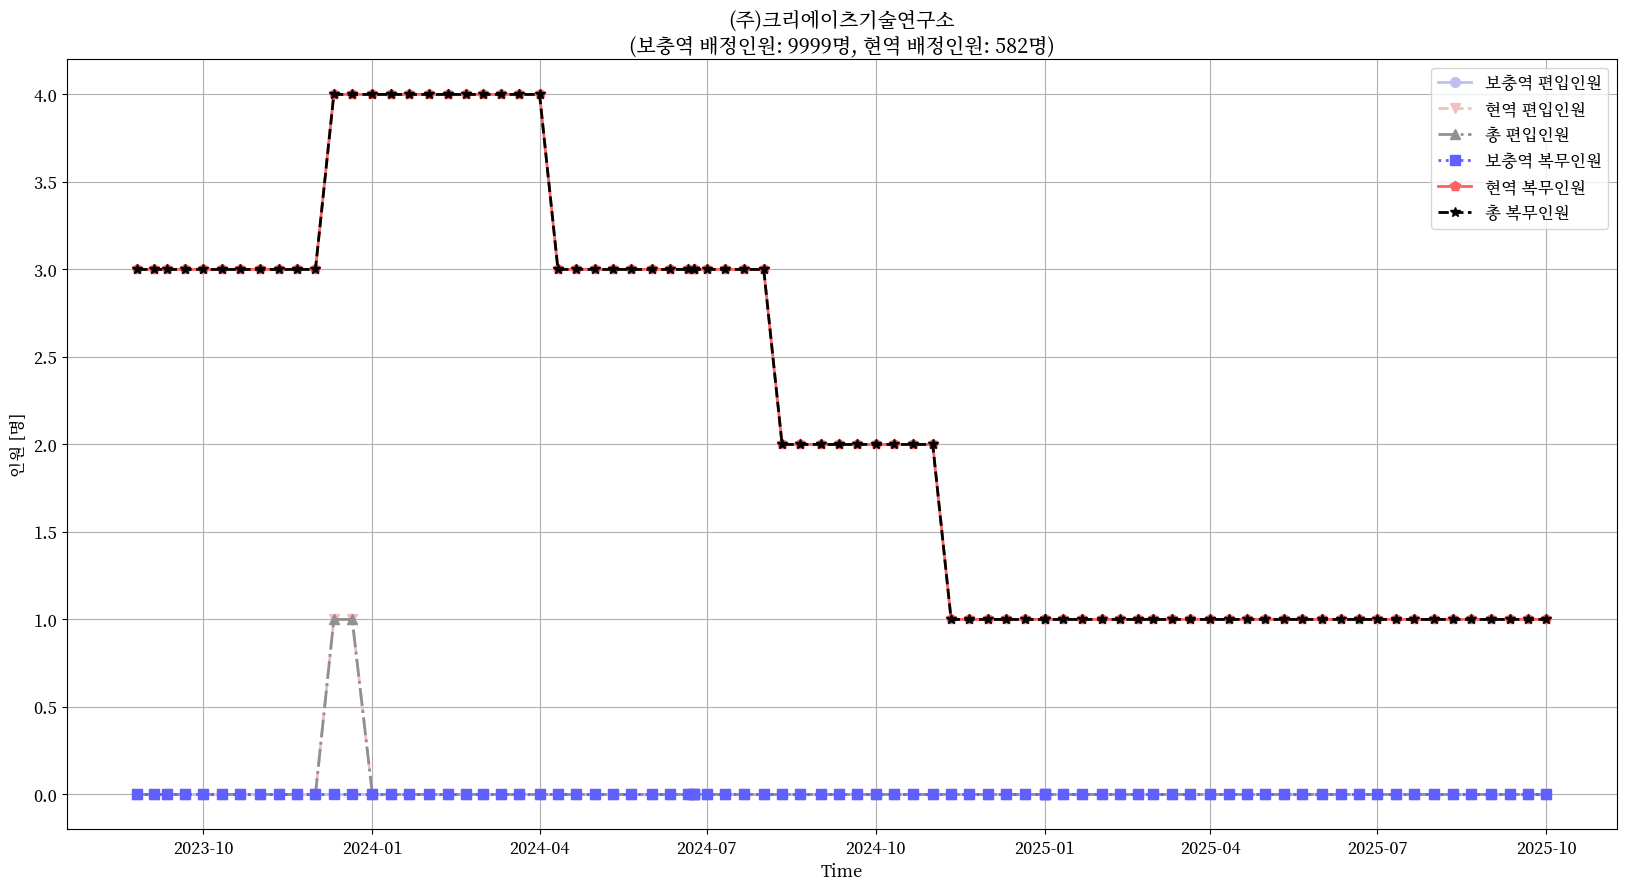 (주)크리에이츠기술연구소
(보충역 배정인원: 9999명, 현역 배정인원: 582명)
4.0
3.5
3.0
2.5
2.0
1.5
1.0
0.5
0.0
인원 [명]
보충역 편입인원
현역 편입인원
총 편입인원
보충역 복무인원
현역 복무인원
총 복무인원
2023-10
2024-01
2024-04
2024-07
2024-10
2025-01
2025-04
2025-07
2025-10
Time